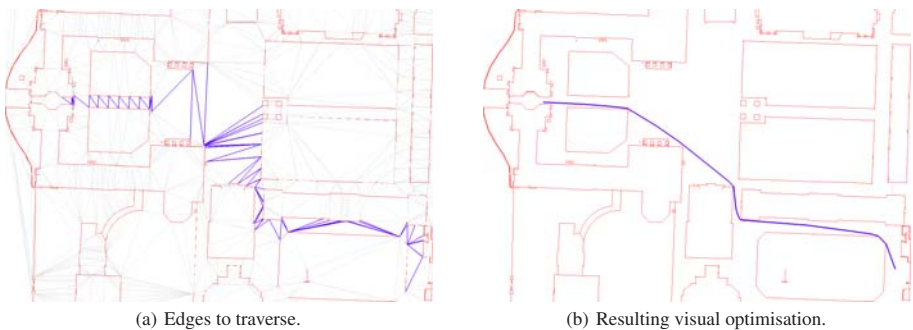 (a) Edges to traverse.
(b) Resulting visual optimisation.